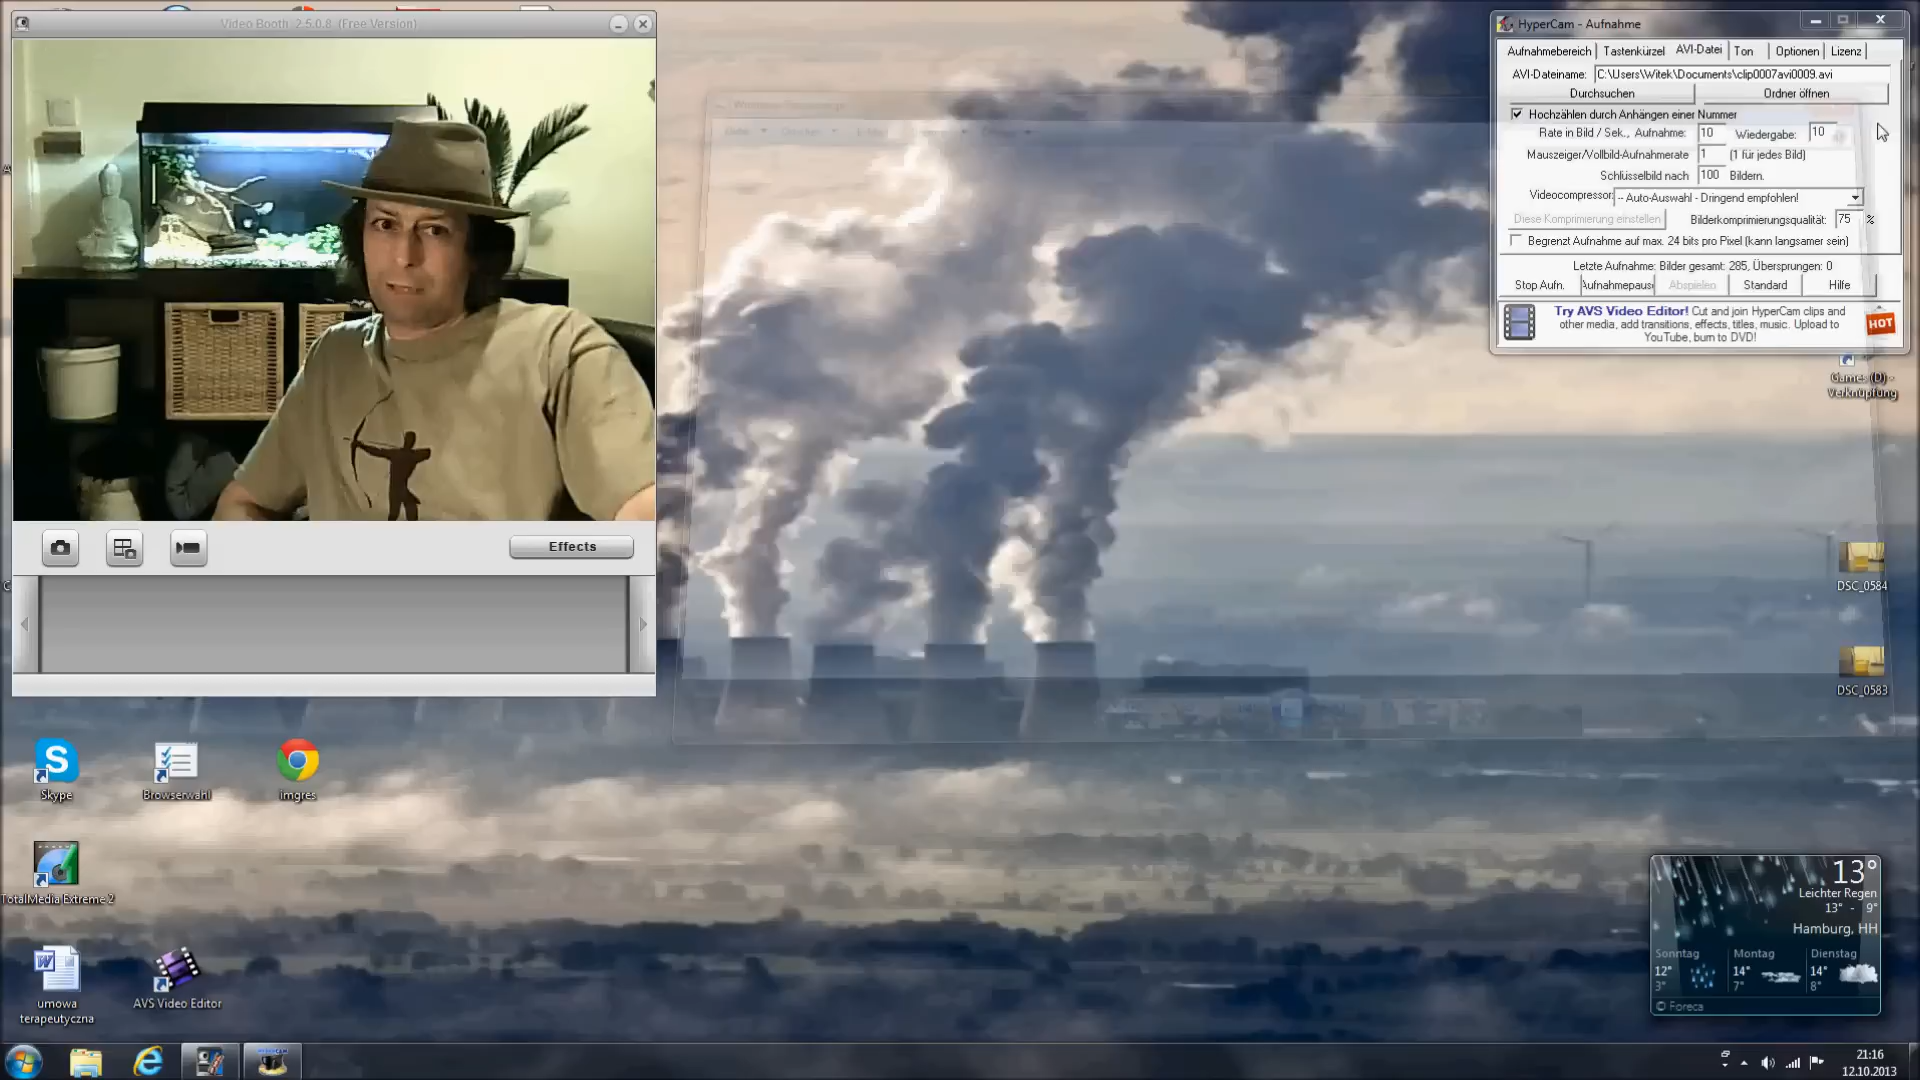 Video Booth 2.5.0.8 (Free Version)
Effects
HyperCam - Aufnahme
Aufnahmebereich Tastenkürzel AVI-Datei Ton Optionen Lizenz
AVI-Dateiname: C:\Users\Witek\Documents\clip0007avi0009.avi
Durchsuchen Ordner öffnen
Hochzählen durch Anhängen einer Nummer
Rate in Bild / Sek., Aufnahme: 10 Wiedergabe: 10
Mauszeiger/Vollbild-Aufnahmerate 1 (1 für jedes Bild)
Schlüsselbild nach 100 Bildern.
Videocompressor: -- Auto-Auswahl - Dringend empfohlen!
Diese Komprimierung einstellen Bilderkomprimierungsqualität: 75 %
Begrenzt Aufnahme auf max. 24 bits pro Pixel (kann langsamer sein)
Letzte Aufnahme: Bilder gesamt: 285, Übersprungen: 0
Stop Aufn. Aufnahmepaus Abspielen Standard Hilfe
Try AVS Video Editor! Cut and join HyperCam clips and
other media, add transitions, effects, titles, music. Upload to
YouTube, burn to DVD!
HOT
Games (D) -
Verknüpfung
DSC_0584
DSC_0583
Skype
Browserwahl
imgres
TotalMedia Extreme 2
umowa
terapeutyczna
AVS Video Editor
13°
Leichter Regen
13° - 9°
Hamburg, HH
Sonntag Montag Dienstag
12° 14° 14°
3° 7° 8°
© Foreca
21:16
12.10.2013